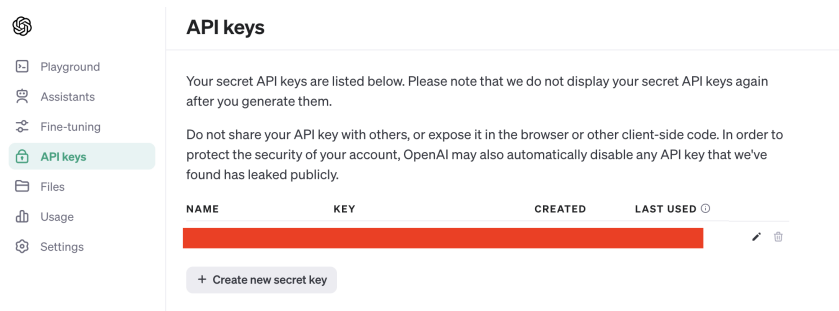 API keys
Playground
Assistants
Fine-tuning
API keys
Files
Usage
Settings
Your secret API keys are listed below. Please note that we do not display your secret API keys again
after you generate them.
Do not share your API key with others, or expose it in the browser or other client-side code. In order to
protect the security of your account, OpenAI may also automatically disable any API key that we've
found has leaked publicly.
NAME KEY CREATED LAST USED
+ Create new secret key